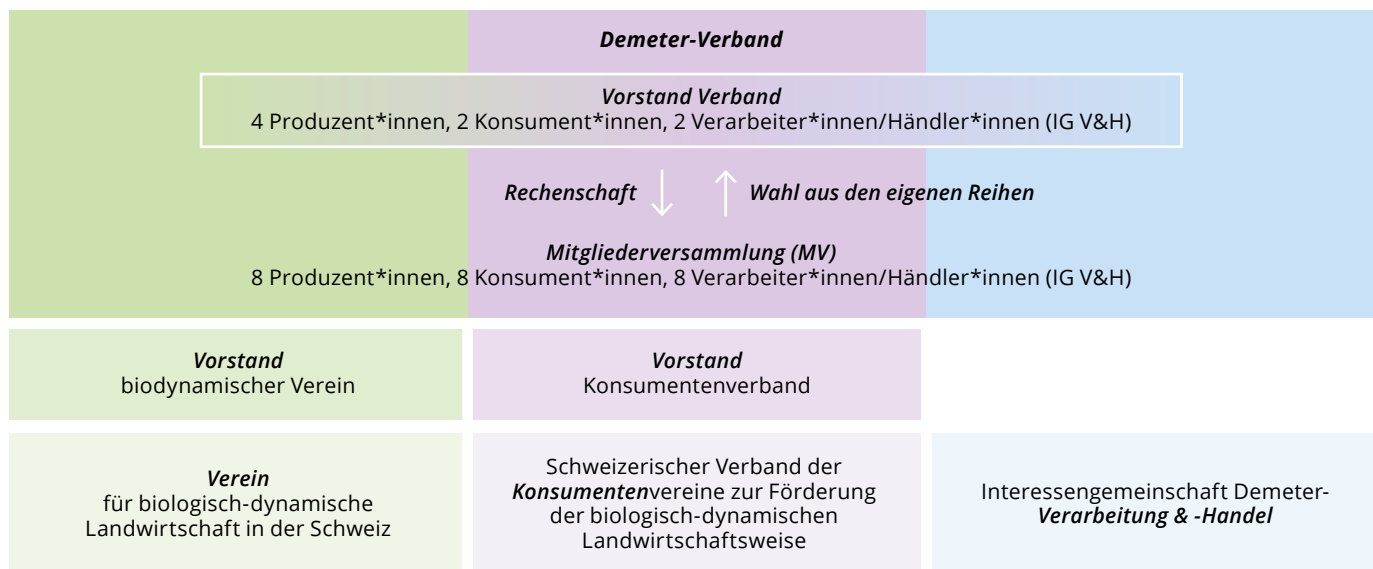 Demeter-Verband
Vorstand Verband
4 Produzent*innen, 2 Konsument*innen, 2 Verarbeiter*innen/Händler*innen (IG V&H)
Rechenschaft
Wahl aus den eigenen Reihen
Mitgliederversammlung (MV)
8 Produzent*innen, 8 Konsument*innen, 8 Verarbeiter*innen/Händler*innen (IG V&H)
Vorstand
biodynamischer Verein
Vorstand
Konsumentenverband
Verein
für biologisch-dynamische
Landwirtschaft in der Schweiz
Schweizerischer Verband der
Konsumentenvereine zur Förderung
der biologisch-dynamischen
Landwirtschaftsweise
Interessengemeinschaft Demeter-
Verarbeitung & -Handel